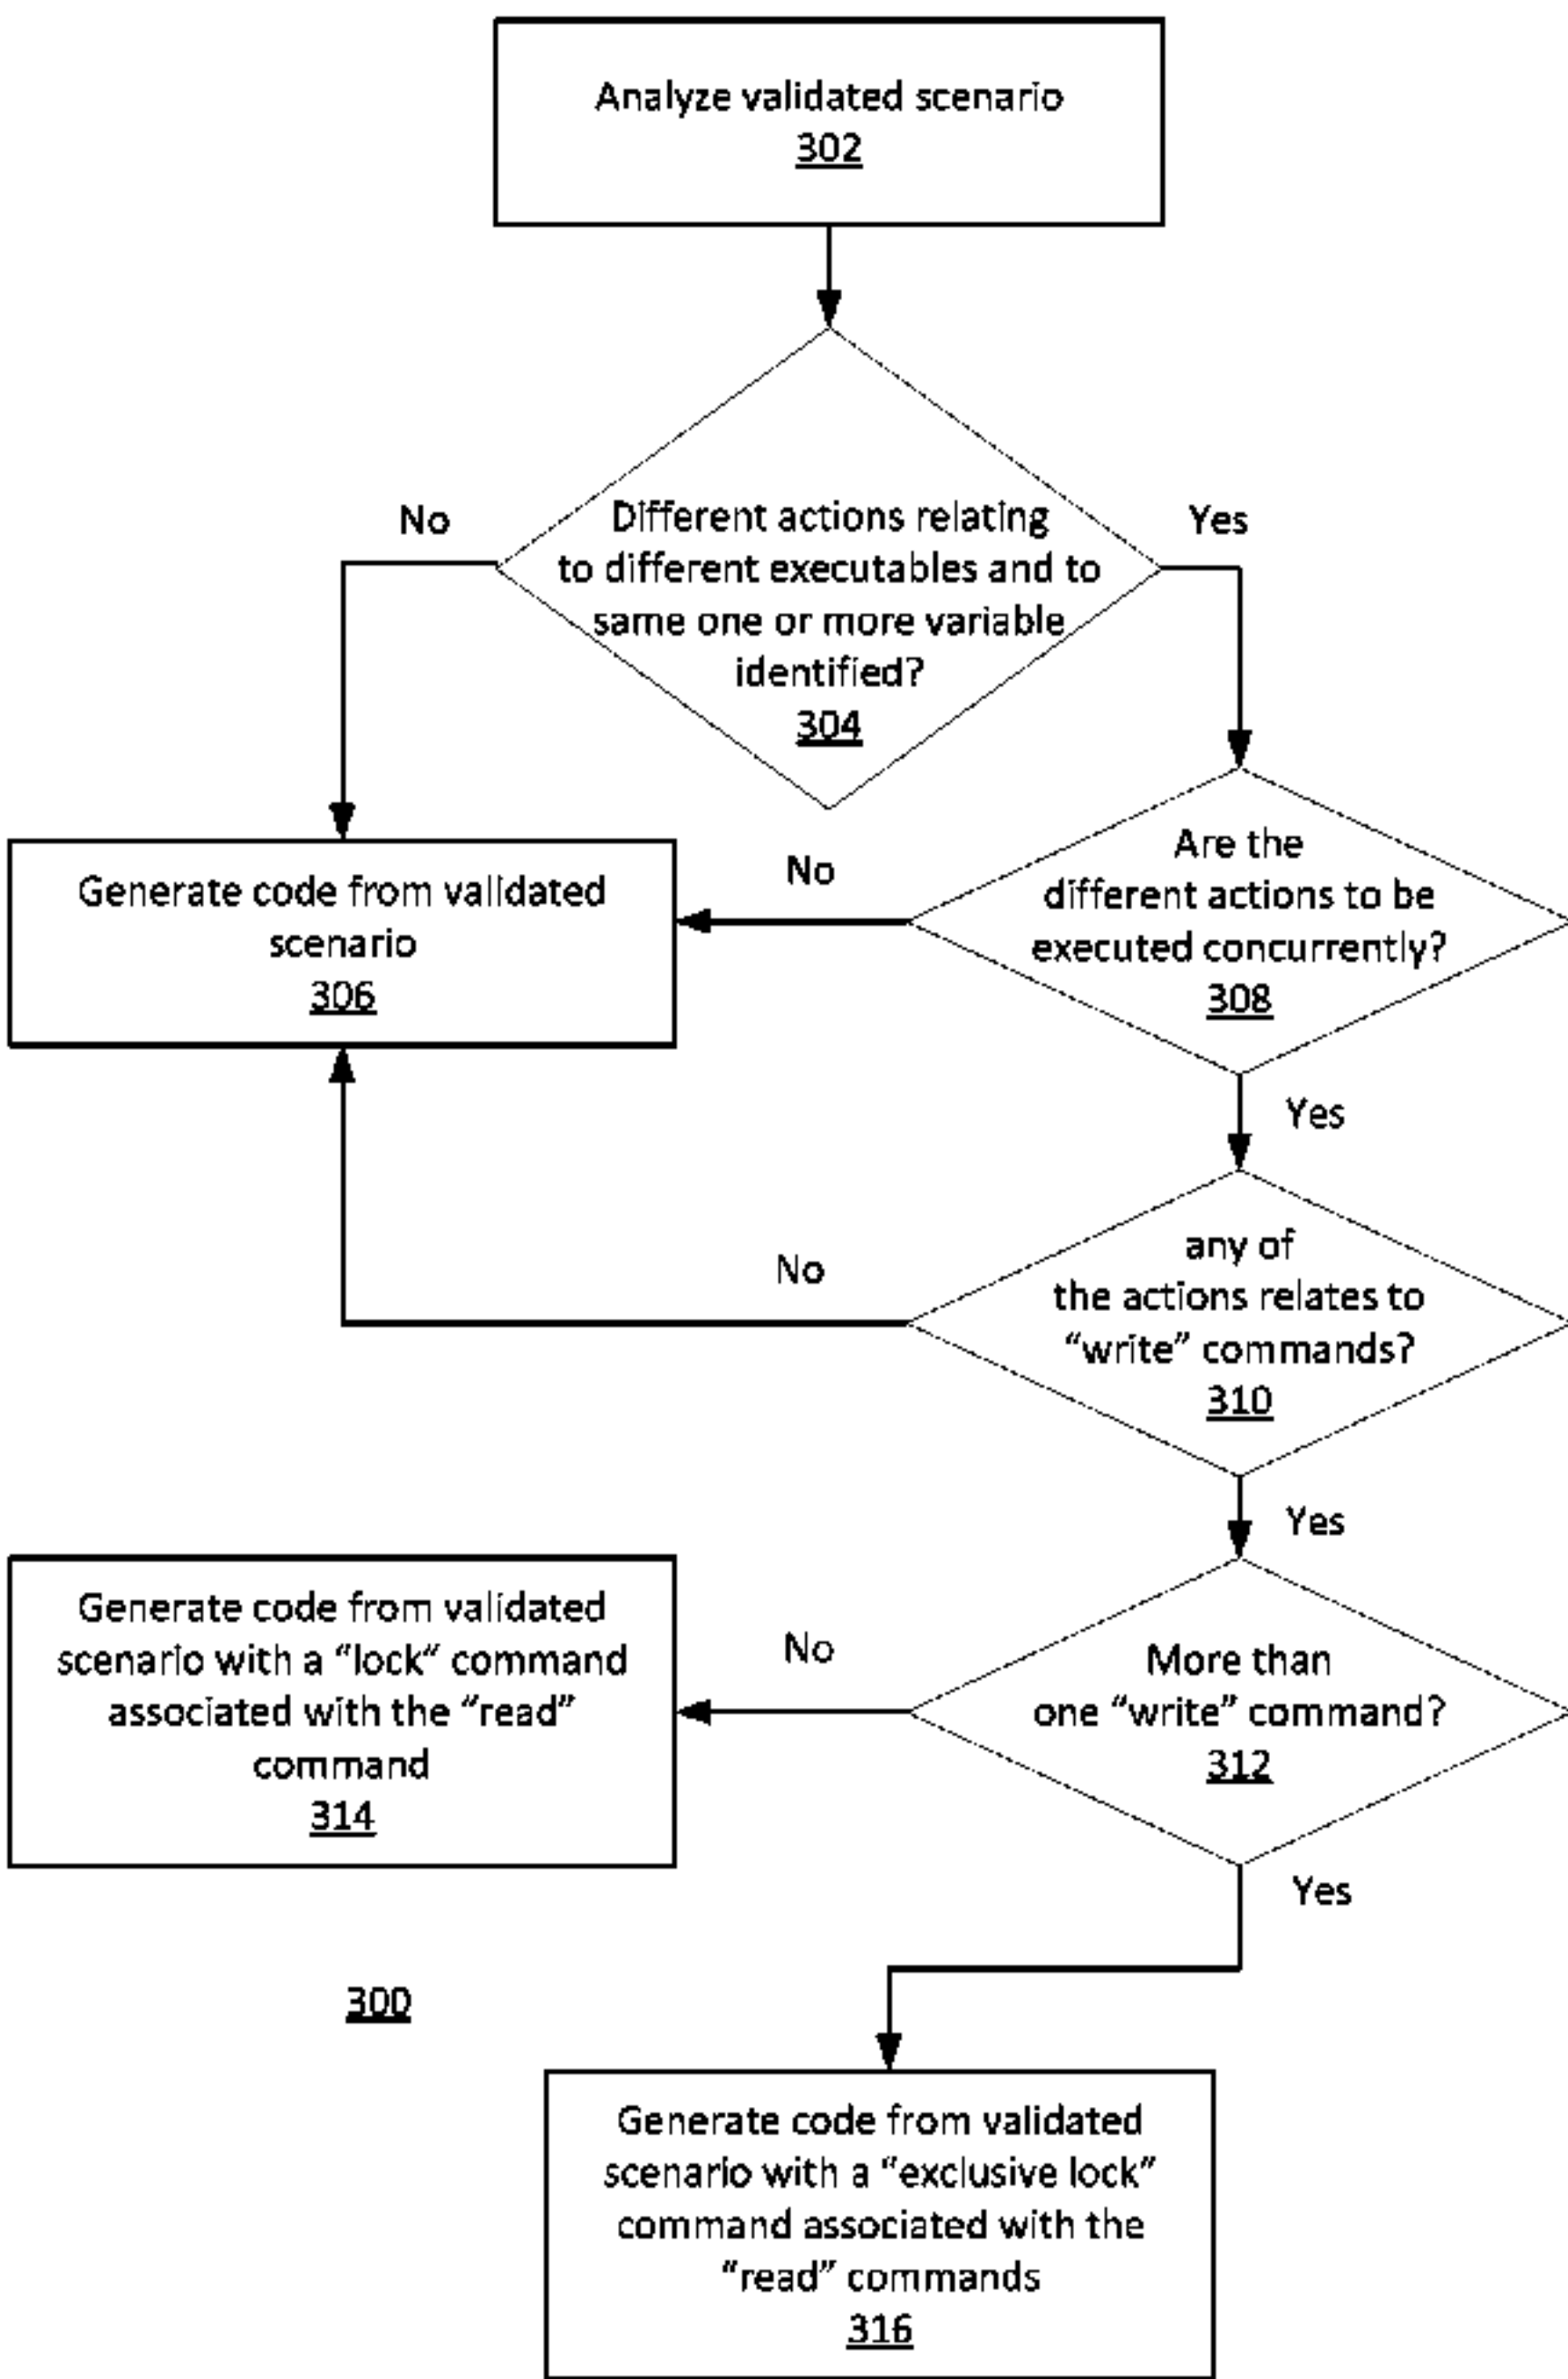 Analyze validated scenario
302
No
Different actions relating
to different executables and to
same one or more variable
identified?
304
Yes
Generate code from validated
scenario
306
No
Are the
different actions to be
executed concurrently?
308
Yes
No
any of
the actions relates to
“write” commands?
310
Yes
Generate code from validated
scenario with a “lock” command
associated with the “read”
command
314
No
More than
one “write” command?
312
Yes
300
Generate code from validated
scenario with a “exclusive lock”
command associated with the
“read” commands
316